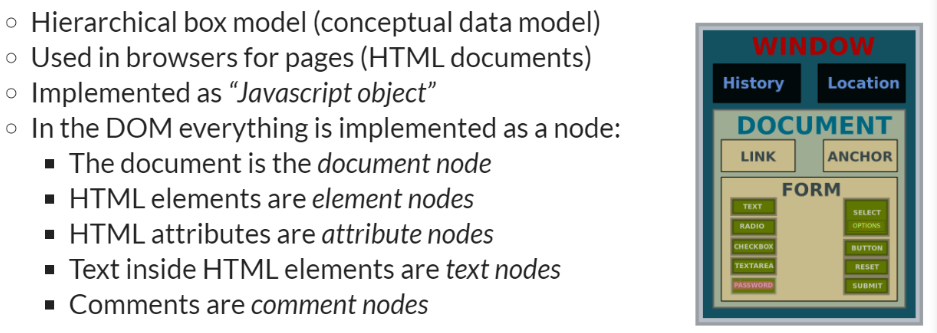 Hierarchical box model (conceptual data model)
Used in browsers for pages (HTML documents)
Implemented as “Javascript object”
In the DOM everything is implemented as a node:
The document is the document node
HTML elements are element nodes
HTML attributes are attribute nodes
Text inside HTML elements are text nodes
Comments are comment nodes
WINDOW
History
Location
DOCUMENT
LINK
ANCHOR
FORM
TEXT
RADIO
CHECKBOX
TEXTAREA
PASSWORD
SELECT
OPTIONS
BUTTON
RESET
SUBMIT